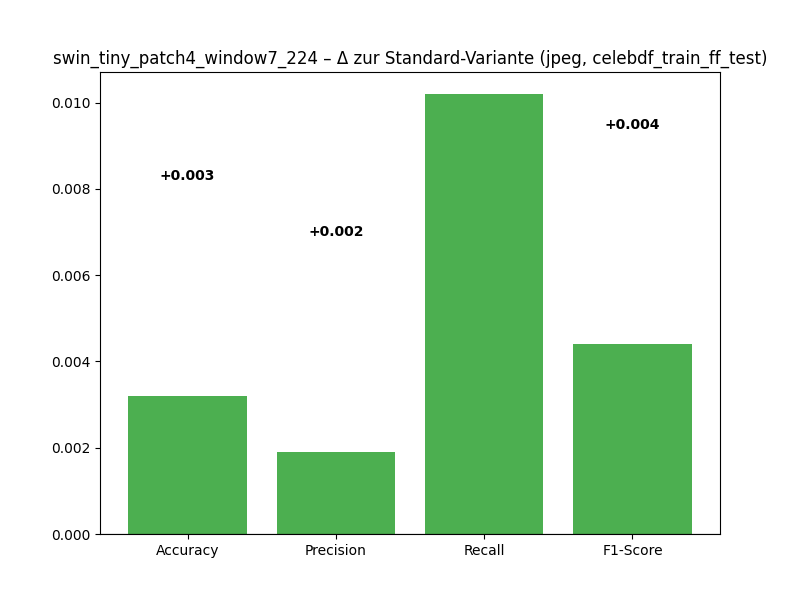 swin_tiny_patch4_window7_224 – Δ zur Standard-Variante (jpeg, celebdf_train_ff_test)
0.010
0.008
0.006
0.004
0.002
0.000
+0.003
+0.002
+0.004
Accuracy
Precision
Recall
F1-Score